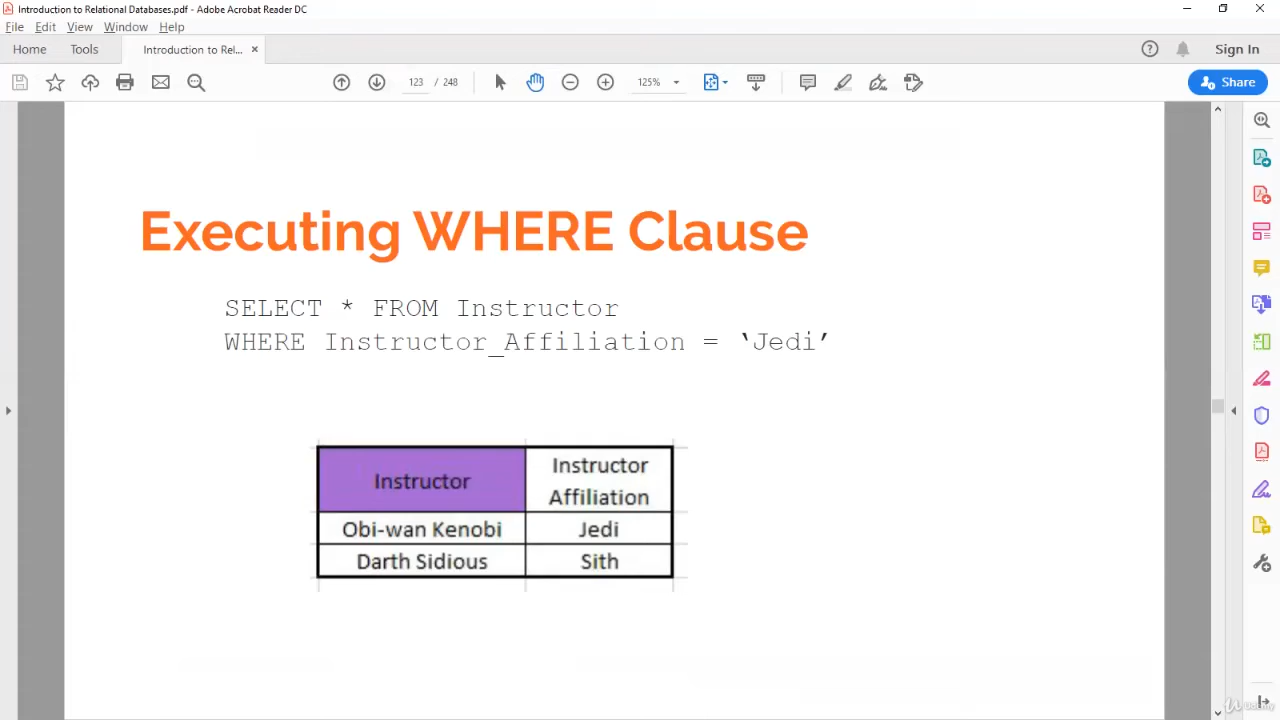 Introduction to Relational Databases.pdf - Adobe Acrobat Reader DC
File Edit View Window Help
Home Tools Introduction to Rel... × Sign In
123 / 248 125% Share
Executing WHERE Clause
SELECT * FROM Instructor
WHERE Instructor_Affiliation = ‘Jedi’
Instructor Instructor
Affiliation
Obi-wan Kenobi Jedi
Darth Sidious Sith
Udemy